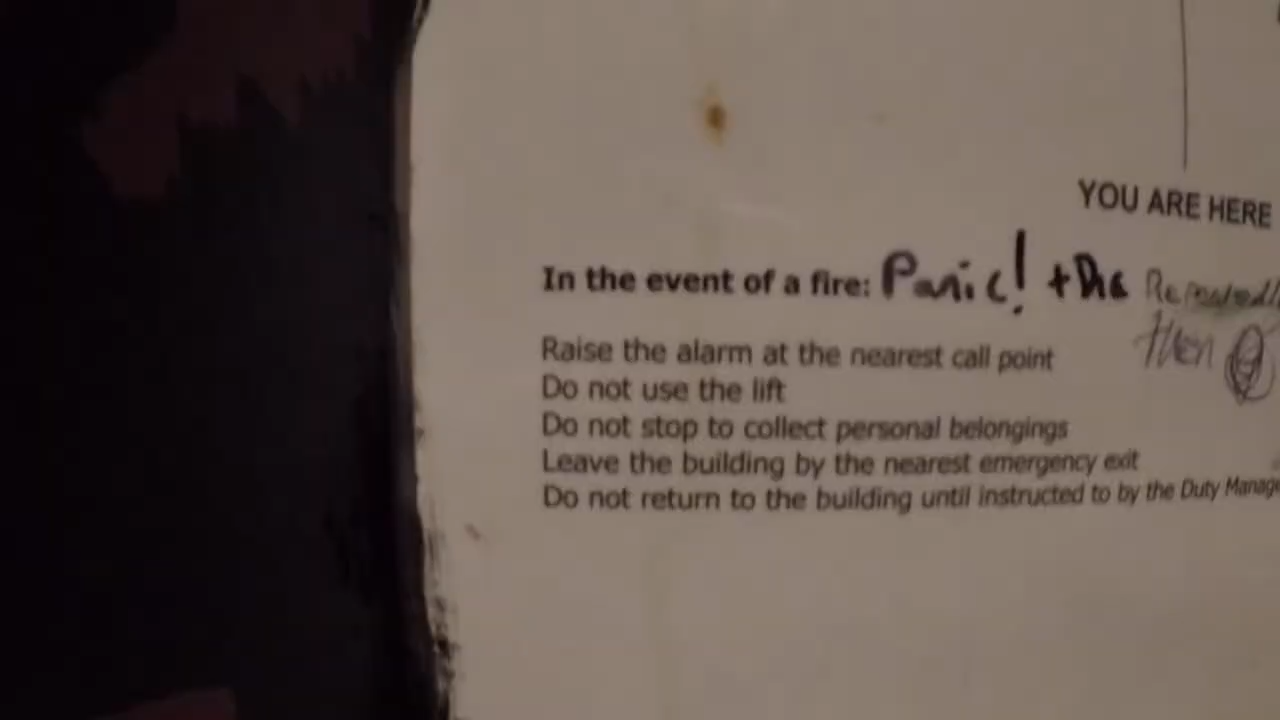 YOU ARE HERE
In the event of a fire: Panic! + Die
then
Raise the alarm at the nearest call point
Do not use the lift
Do not stop to collect personal belongings
Leave the building by the nearest emergency exit
Do not return to the building until instructed to by the Duty